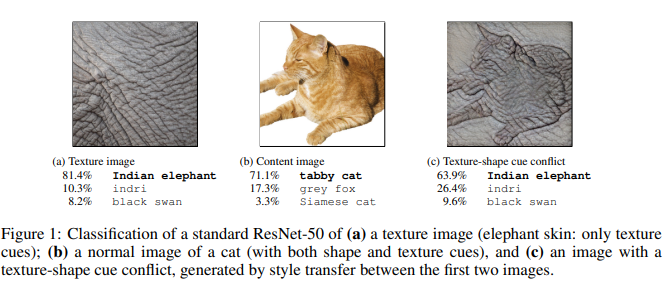 (a) Texture image
81.4% Indian elephant
10.3% indri
8.2% black swan
(b) Content image
71.1% tabby cat
17.3% grey fox
3.3% Siamese cat
(c) Texture-shape cue conflict
63.9% Indian elephant
26.4% indri
9.6% black swan
Figure 1: Classification of a standard ResNet-50 of (a) a texture image (elephant skin: only texture
cues); (b) a normal image of a cat (with both shape and texture cues), and (c) an image with a
texture-shape cue conflict, generated by style transfer between the first two images.